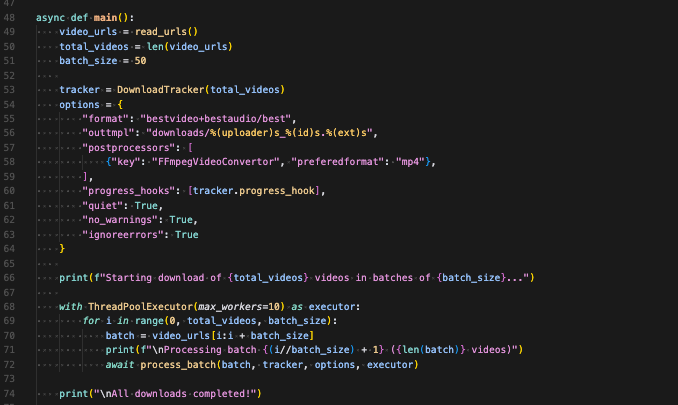 47
48 async def main():
49     video_urls = read_urls()
50     total_videos = len(video_urls)
51     batch_size = 50
52
53     tracker = DownloadTracker(total_videos)
54     options = {
55         "format": "bestvideo+bestaudio/best",
56         "outtmpl": "downloads/%(uploader)s_%(id)s.%(ext)s",
57         "postprocessors": [
58             {"key": "FFmpegVideoConvertor", "preferedformat": "mp4"},
59         ],
60         "progress_hooks": [tracker.progress_hook],
61         "quiet": True,
62         "no_warnings": True,
63         "ignoreerrors": True
64     }
65
66     print(f"Starting download of {total_videos} videos in batches of {batch_size}...")
67
68     with ThreadPoolExecutor(max_workers=10) as executor:
69         for i in range(0, total_videos, batch_size):
70             batch = video_urls[i:i + batch_size]
71             print(f"\nProcessing batch {(i//batch_size) + 1} ({len(batch)} videos)")
72             await process_batch(batch, tracker, options, executor)
73
74     print("\nAll downloads completed!")